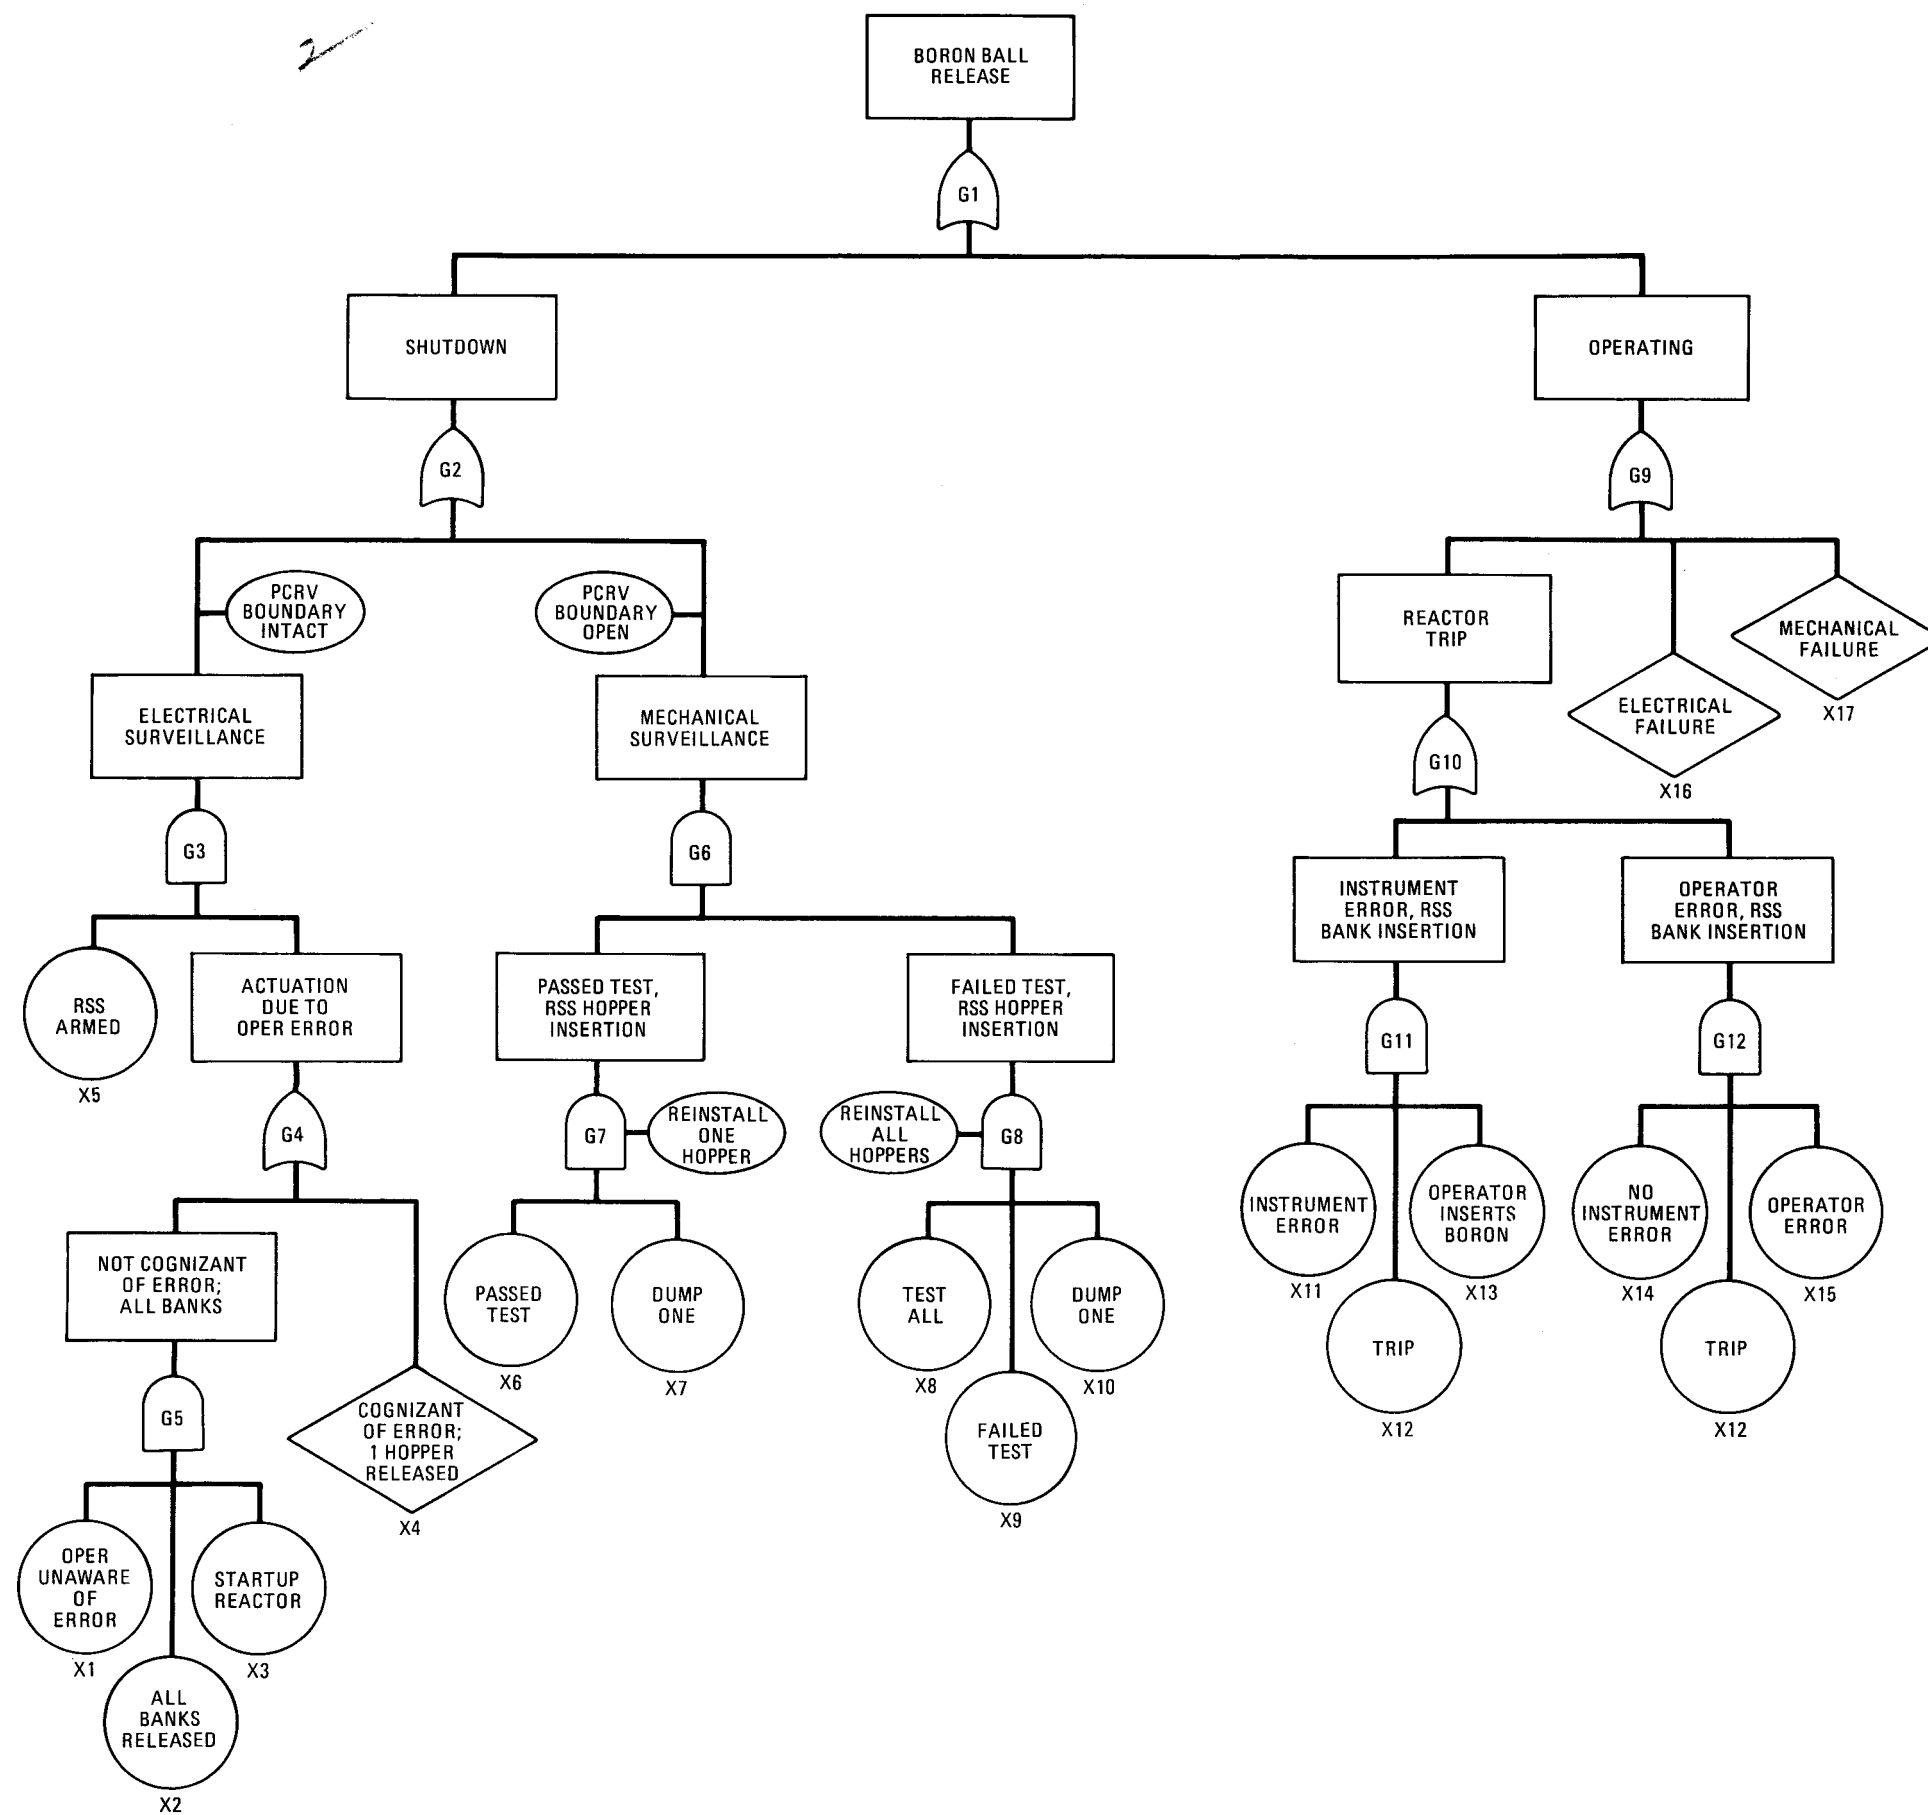 2
BORON BALL
RELEASE
G1
SHUTDOWN
OPERATING
G2
G9
PCRV
BOUNDARY
INTACT
PCRV
BOUNDARY
OPEN
REACTOR
TRIP
MECHANICAL
FAILURE
X17
ELECTRICAL
FAILURE
X16
ELECTRICAL
SURVEILLANCE
MECHANICAL
SURVEILLANCE
G10
G3
G6
INSTRUMENT
ERROR, RSS
BANK INSERTION
OPERATOR
ERROR, RSS
BANK INSERTION
RSS
ARMED
X5
ACTUATION
DUE TO
OPER ERROR
PASSED TEST,
RSS HOPPER
INSERTION
FAILED TEST,
RSS HOPPER
INSERTION
G11
G12
G4
G7
REINSTALL
ONE
HOPPER
REINSTALL
ALL
HOPPERS
G8
INSTRUMENT
ERROR
X11
OPERATOR
INSERTS
BORON
X13
NO
INSTRUMENT
ERROR
X14
OPERATOR
ERROR
X15
NOT COGNIZANT
OF ERROR;
ALL BANKS
PASSED
TEST
X6
DUMP
ONE
X7
TEST
ALL
X8
DUMP
ONE
X10
TRIP
X12
TRIP
X12
G5
COGNIZANT
OF ERROR;
1 HOPPER
RELEASED
X4
FAILED
TEST
X9
OPER
UNAWARE
OF
ERROR
X1
STARTUP
REACTOR
X3
ALL
BANKS
RELEASED
X2